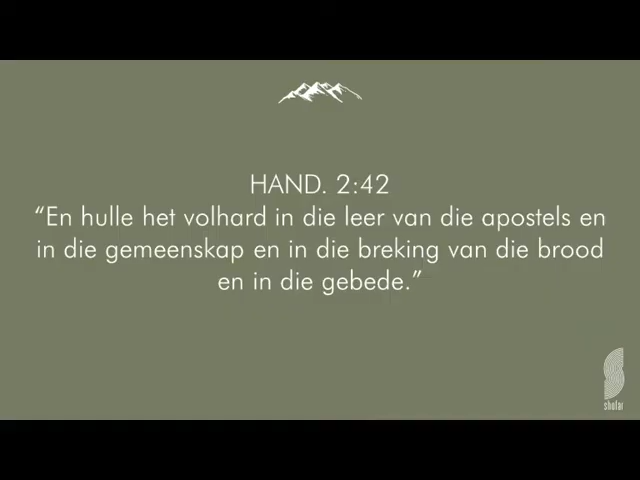 HAND. 2:42
“En hulle het volhard in die leer van die apostels en
in die gemeenskap en in die breking van die brood
en in die gebede.”
shofar